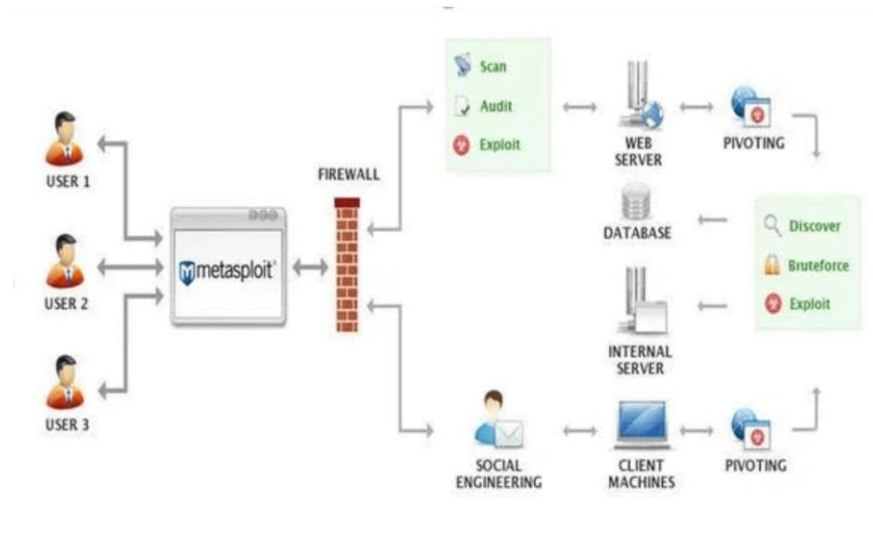 USER 1
USER 2
USER 3
metasploit®
FIREWALL
Scan
Audit
Exploit
WEB
SERVER
PIVOTING
DATABASE
Discover
Bruteforce
Exploit
INTERNAL
SERVER
SOCIAL
ENGINEERING
CLIENT
MACHINES
PIVOTING